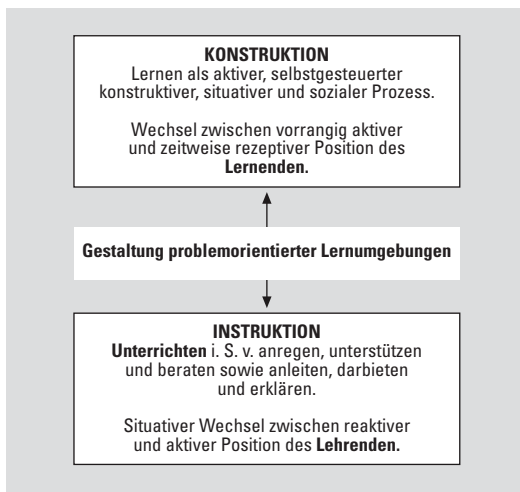 KONSTRUKTION
Lernen als aktiver, selbstgesteuerter
konstruktiver, situativer und sozialer Prozess.
Wechsel zwischen vorrangig aktiver
und zeitweise rezeptiver Position des
Lernenden.
Gestaltung problemorientierter Lernumgebungen
INSTRUKTION
Unterrichten i. S. v. anregen, unterstützen
und beraten sowie anleiten, darbieten
und erklären.
Situativer Wechsel zwischen reaktiver
und aktiver Position des Lehrenden.